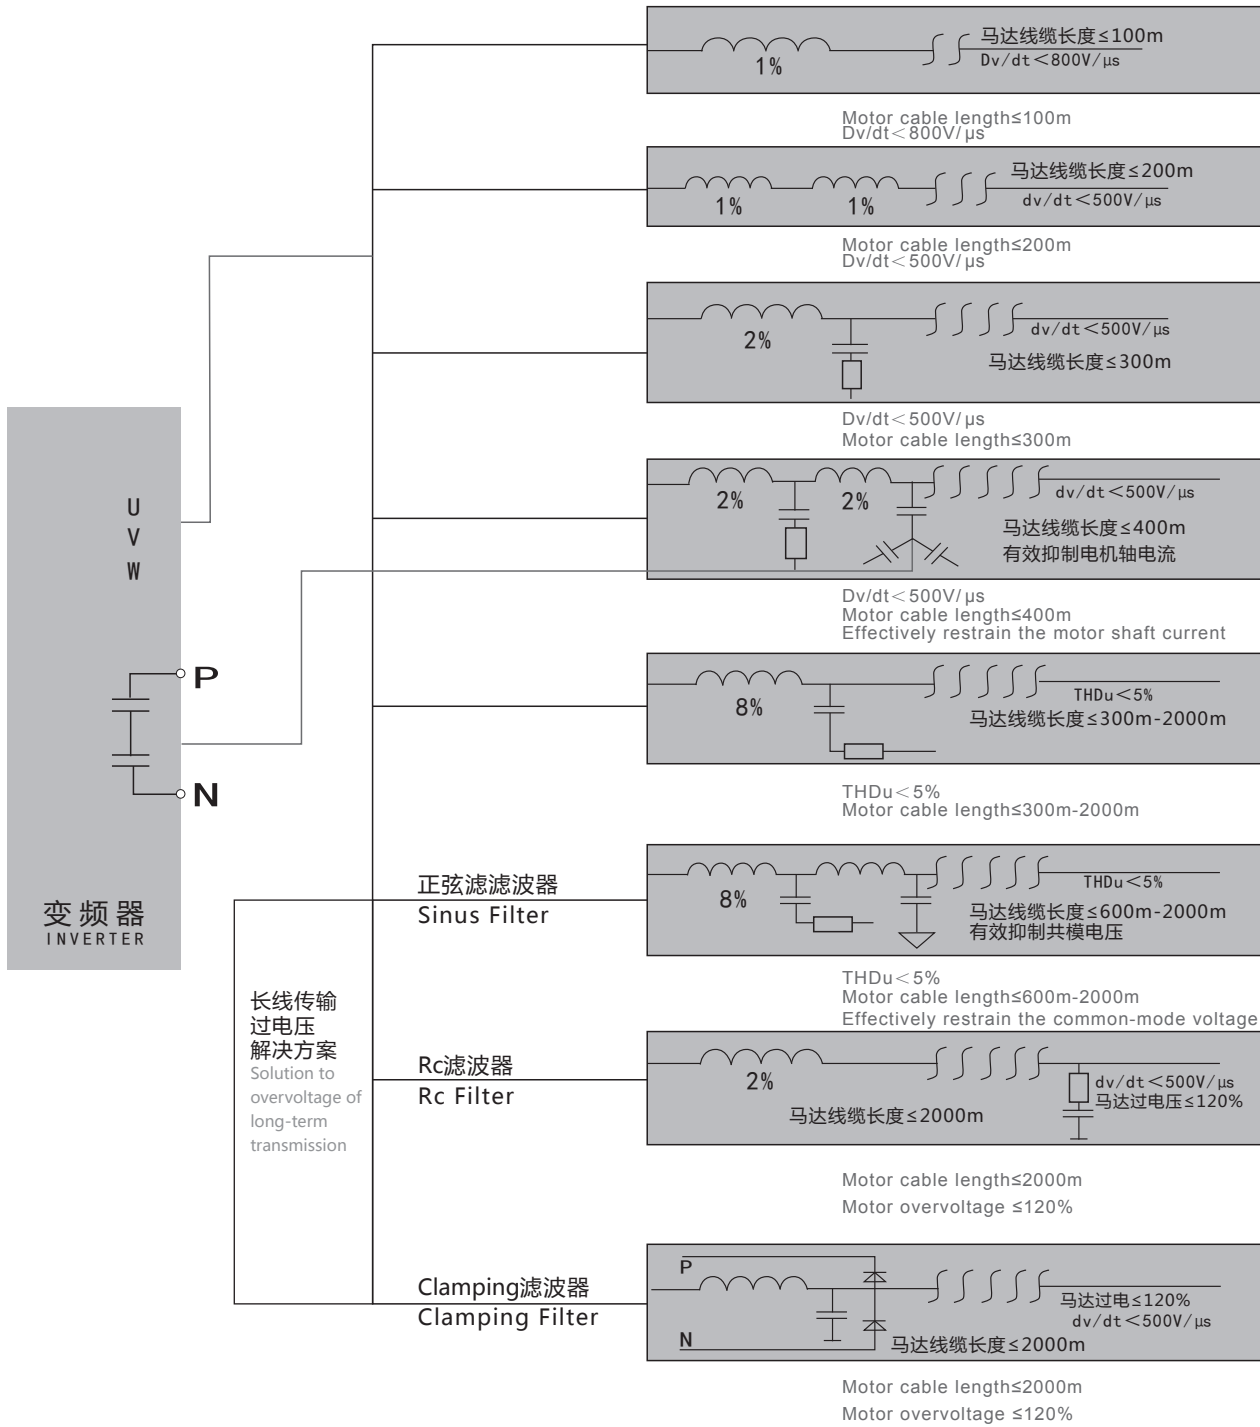 马达线缆长度≤100m
Dv/dt＜800V/μs
1%
Motor cable length≤100m
Dv/dt＜800V/μs
马达线缆长度≤200m
dv/dt＜500V/μs
1%
1%
Motor cable length≤200m
Dv/dt＜500V/μs
2%
dv/dt＜500V/μs
马达线缆长度≤300m
Dv/dt＜500V/μs
Motor cable length≤300m
2%
2%
dv/dt＜500V/μs
马达线缆长度≤400m
有效抑制电机轴电流
Dv/dt＜500V/μs
Motor cable length≤400m
Effectively restrain the motor shaft current
U
V
W
P
N
变频器
INVERTER
8%
THDu＜5%
马达线缆长度≤300m-2000m
THDu＜5%
Motor cable length≤300m-2000m
正弦滤滤波器
Sinus Filter
8%
THDu＜5%
马达线缆长度≤600m-2000m
有效抑制共模电压
THDu＜5%
Motor cable length≤600m-2000m
Effectively restrain the common-mode voltage
长线传输
过电压
解决方案
Solution to
overvoltage of
long-term
transmission
Rc滤波器
Rc Filter
2%
dv/dt＜500V/μs
马达过电压≤120%
马达线缆长度≤2000m
Motor cable length≤2000m
Motor overvoltage ≤120%
Clamping滤波器
Clamping Filter
P
N
马达过电≤120%
dv/dt＜500V/μs
马达线缆长度≤2000m
Motor cable length≤2000m
Motor overvoltage ≤120%